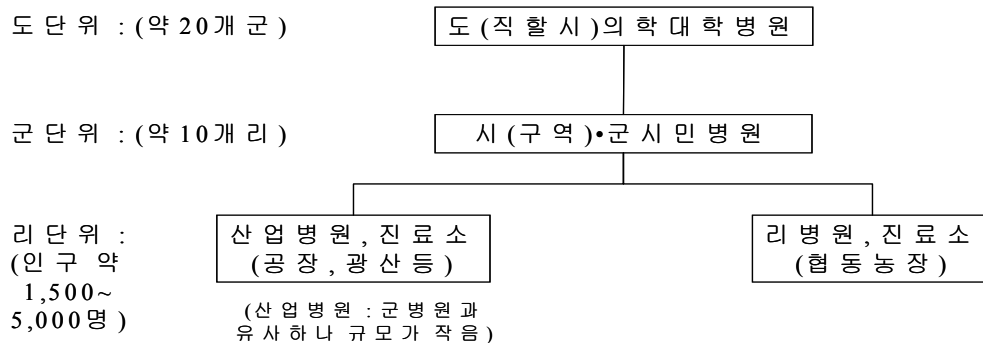 도단위 : (약20개군)
도(직할시)의학대학병원
군단위 : (약10개리)
시(구역)•군시민병원
리단위 :
(인구 약
1,500~
5,000명)
산업병원,진료소
(공장,광산등)
(산업병원 : 군병원과
유사하나 규모가 작음)
리병원,진료소
(협동농장)